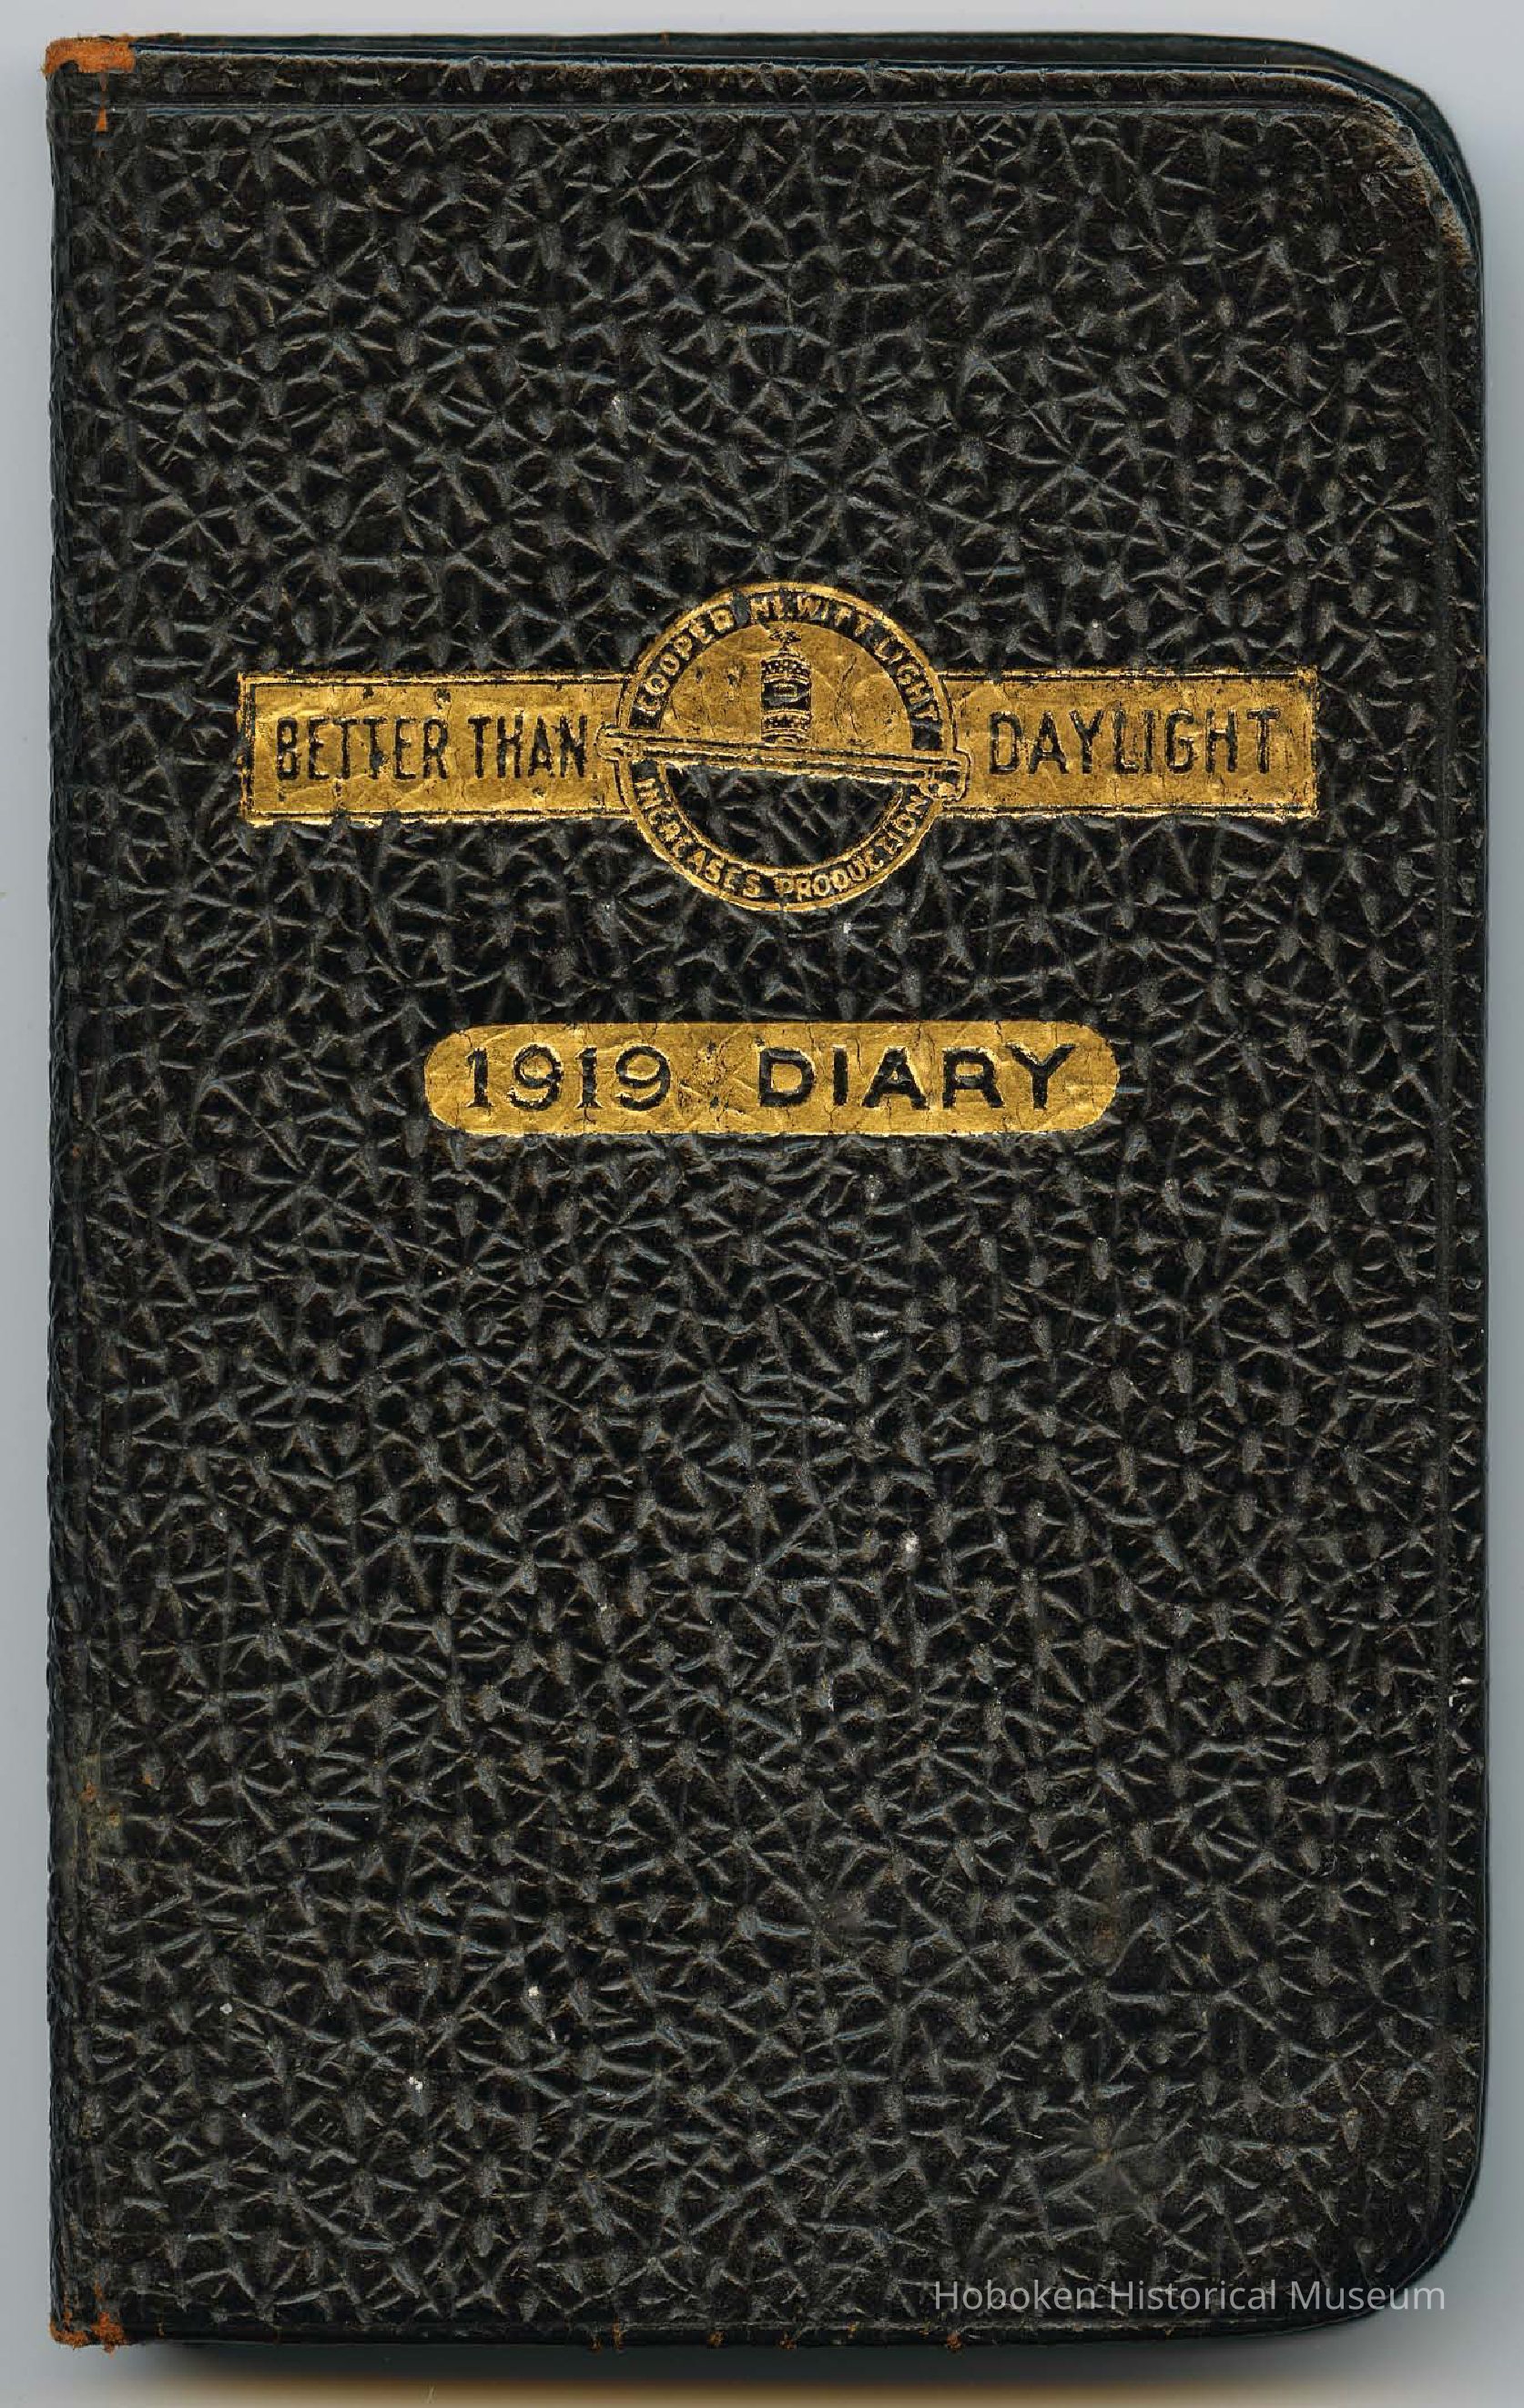 COOPER HEWITT LIGHT
BETTER THAN DAYLIGHT
INCREASES PRODUCTION
1919 . DIARY
Hoboken Historical Museum